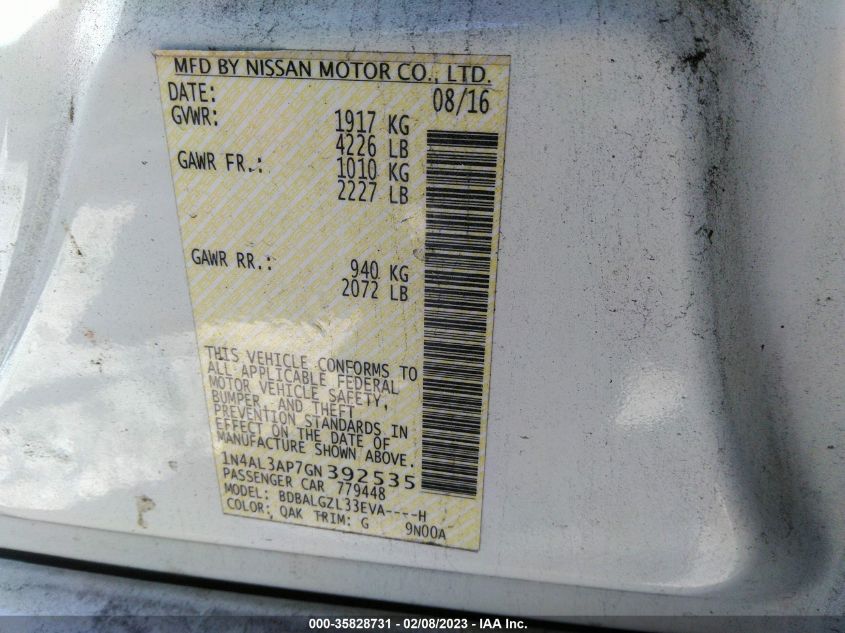 MFD BY NISSAN MOTOR CO., LTD.
DATE: 08/16
GVWR: 1917 KG
4226 LB
GAWR FR.: 1010 KG
2227 LB
GAWR RR.: 940 KG
2072 LB
THIS VEHICLE CONFORMS TO
ALL APPLICABLE FEDERAL
MOTOR VEHICLE SAFETY,
BUMPER, AND THEFT
PREVENTION STANDARDS IN
EFFECT ON THE DATE OF
MANUFACTURE SHOWN ABOVE.
1N4AL3AP7GN392535
PASSENGER CAR 779448
MODEL: BDBALGZL33EVA----H
COLOR: QAK TRIM: G 9N00A
000-35828731 - 02/08/2023 - IAA Inc.